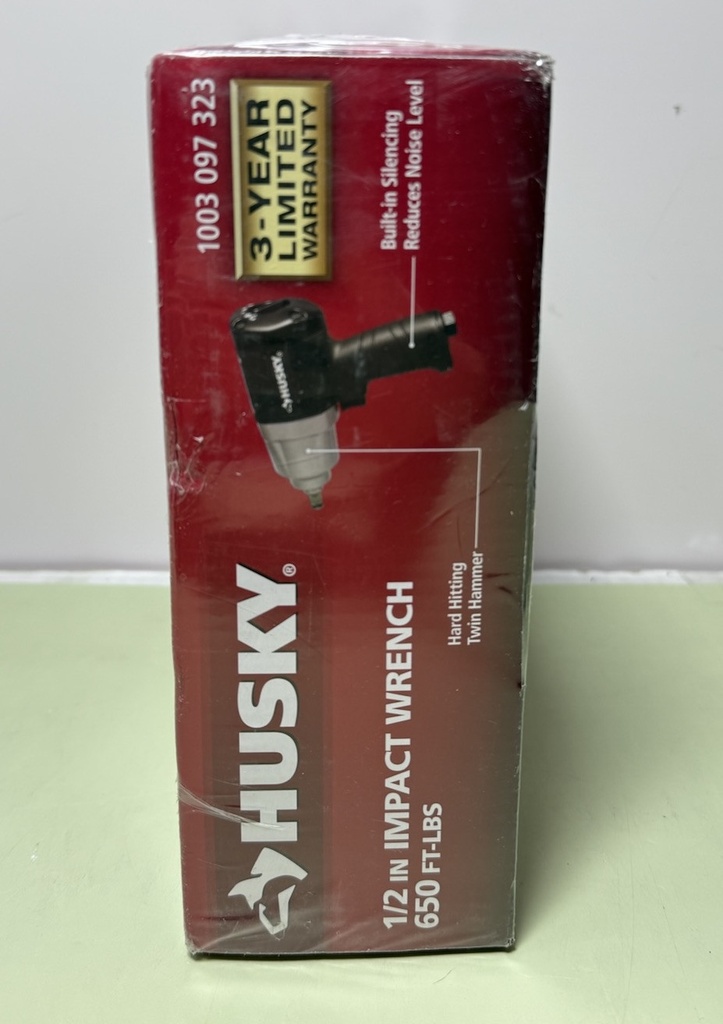 HUSKY®
1/2 IN IMPACT WRENCH
650 FT-LBS
Hard Hitting
Twin Hammer
HUSKY®
1003 097 323
3-YEAR
LIMITED
WARRANTY
Built-in Silencing
Reduces Noise Level